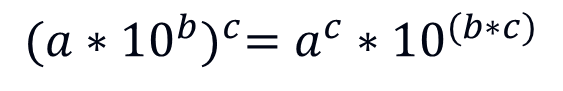 (a * 10^b)^c = a^c * 10^(b*c)